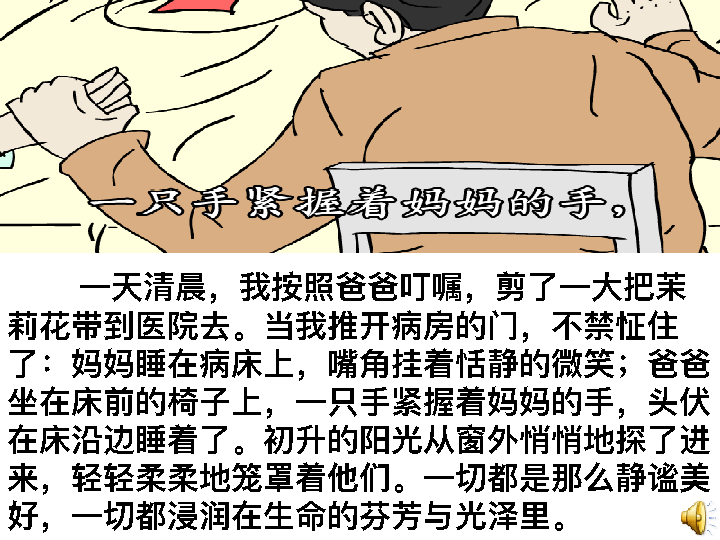 一只手紧握着妈妈的手，
一天清晨，我按照爸爸叮嘱，剪了一大把茉
莉花带到医院去。当我推开病房的门，不禁怔住
了：妈妈睡在病床上，嘴角挂着恬静的微笑；爸爸
坐在床前的椅子上，一只手紧握着妈妈的手，头伏
在床沿边睡着了。初升的阳光从窗外悄悄地探了进
来，轻轻柔柔地笼罩着他们。一切都是那么静谧美
好，一切都浸润在生命的芬芳与光泽里。